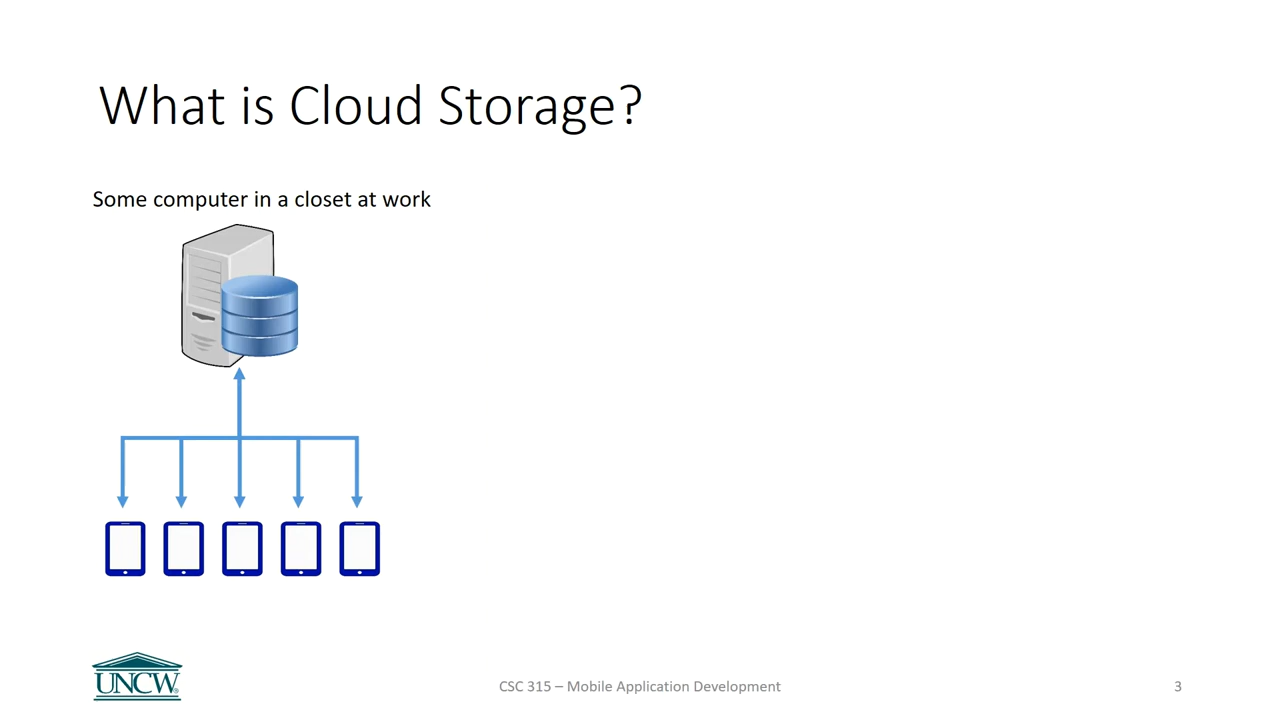 What is Cloud Storage?
Some computer in a closet at work
UNCW®
CSC 315 – Mobile Application Development
3